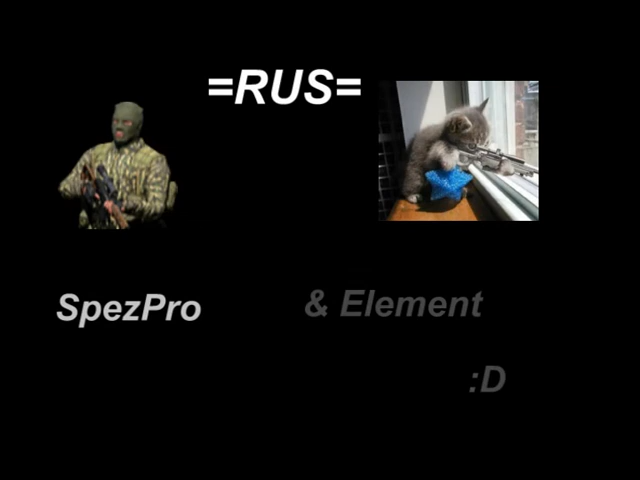 =RUS=
SpezPro & Element
:D